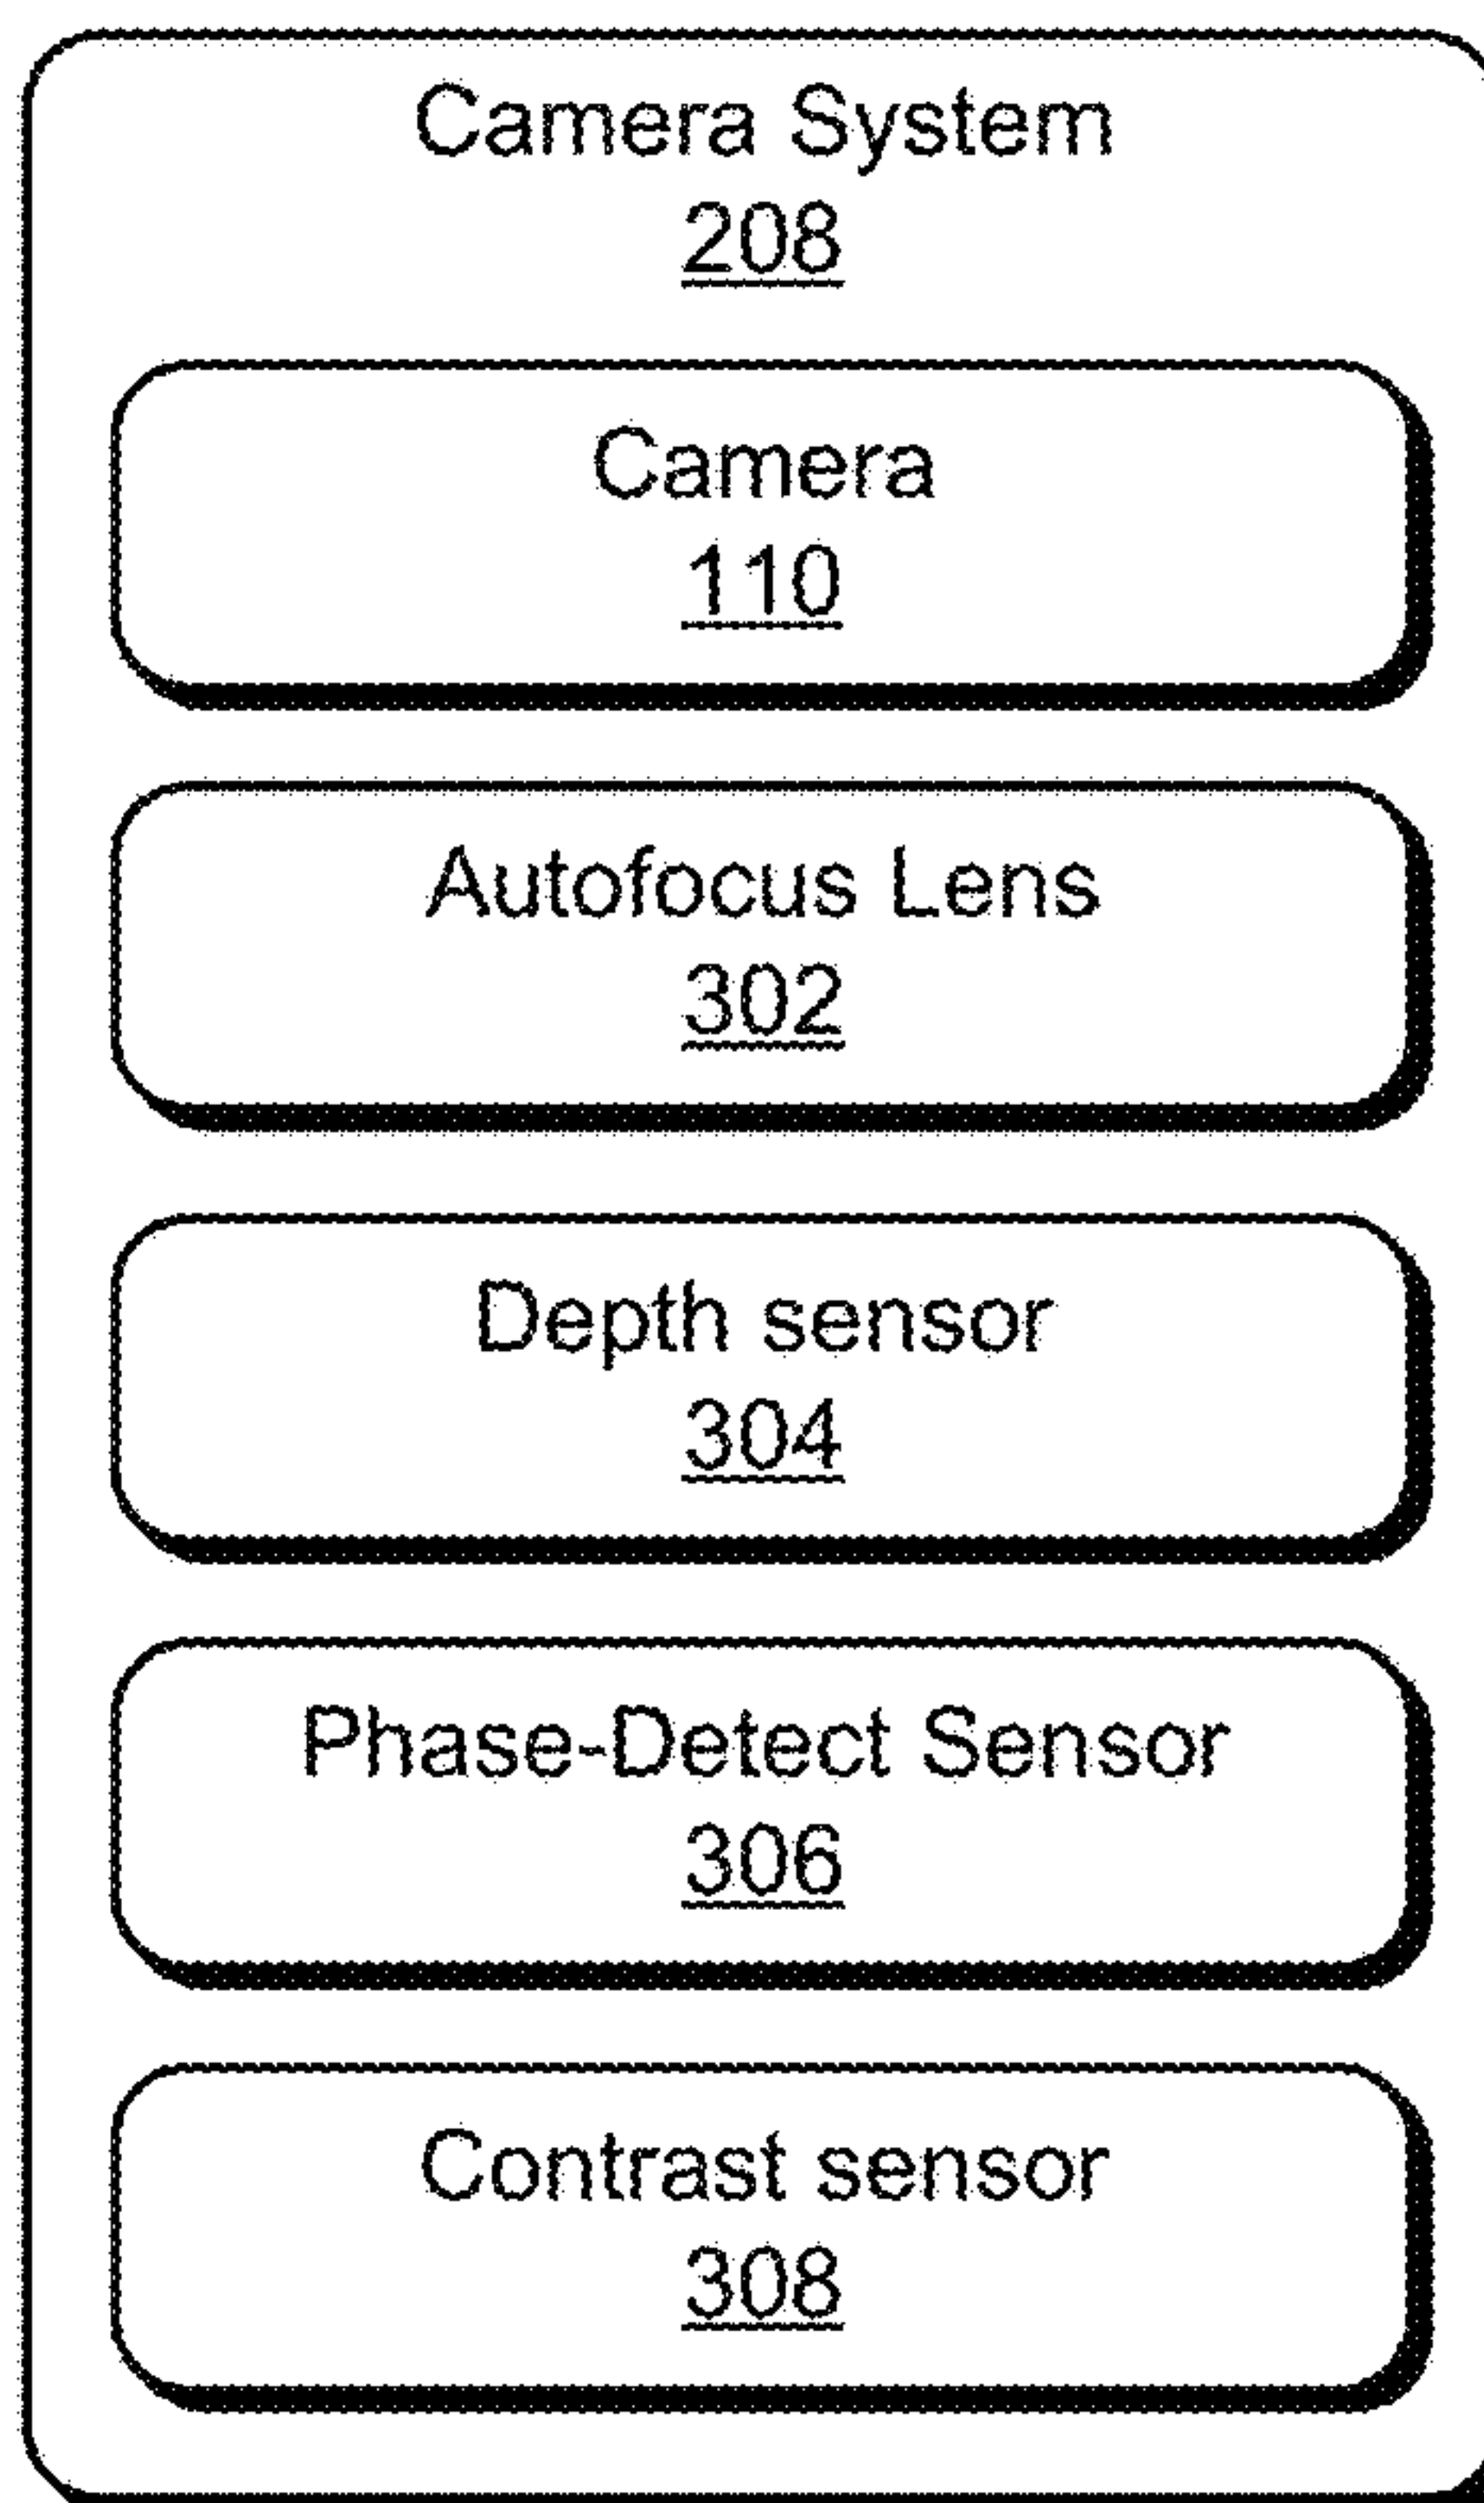 Camera System
208
Camera
110
Autofocus Lens
302
Depth sensor
304
Phase-Detect Sensor
306
Contrast sensor
308